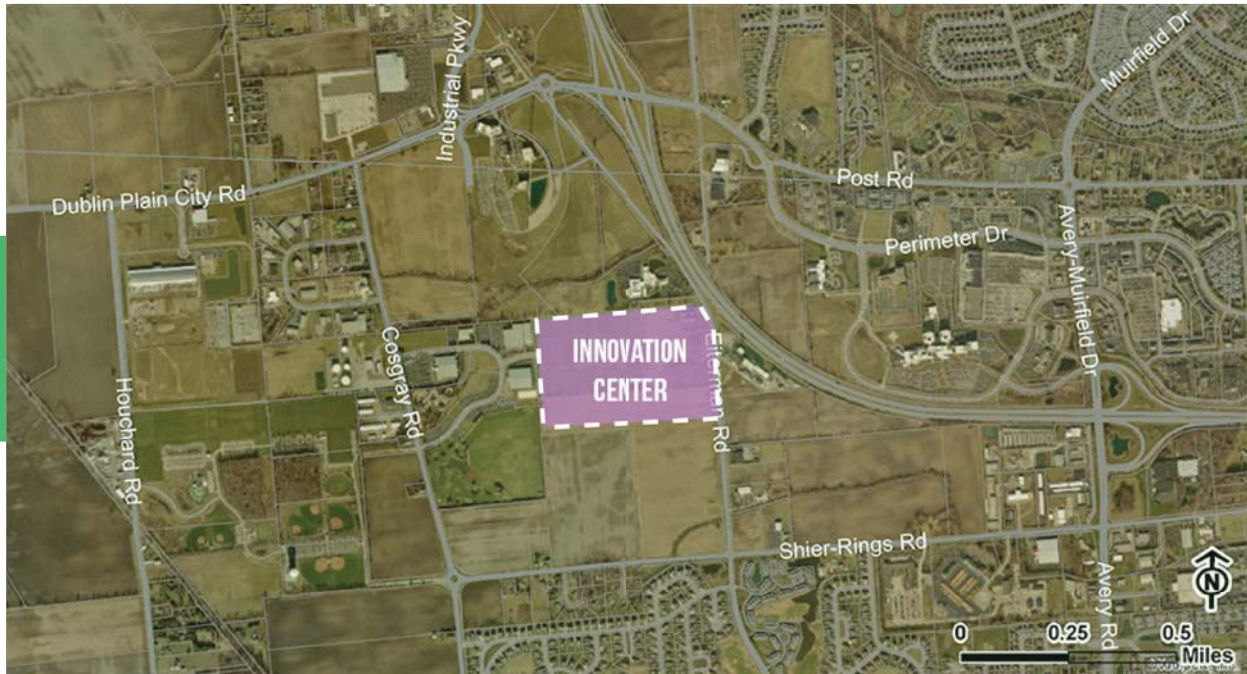 Muirfield Dr
Industrial Pkwy
Post Rd
Dublin Plain City Rd
Perimeter Dr
Avery-Muirfield Dr
INNOVATION
CENTER
Eiterman Rd
Cosgray Rd
Houchard Rd
Shier-Rings Rd
Avery Rd
N
0 0.25 0.5
Miles